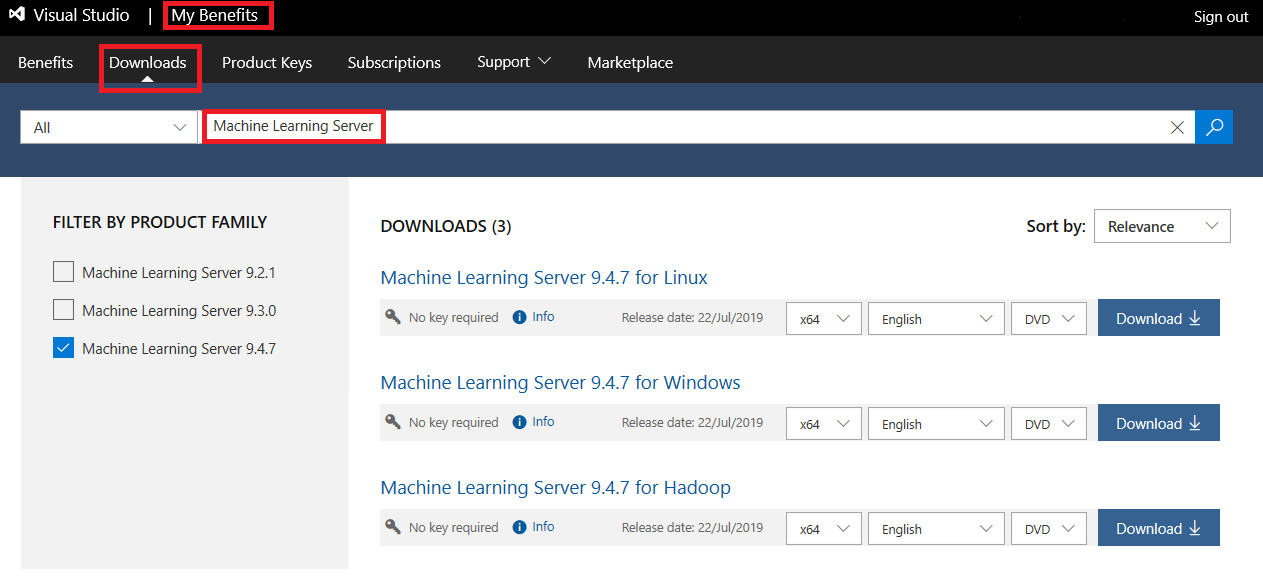 Visual Studio | My Benefits Sign out
Benefits Downloads Product Keys Subscriptions Support Marketplace
All Machine Learning Server
FILTER BY PRODUCT FAMILY
Machine Learning Server 9.2.1
Machine Learning Server 9.3.0
Machine Learning Server 9.4.7
DOWNLOADS (3) Sort by: Relevance
Machine Learning Server 9.4.7 for Linux
No key required Info Release date: 22/Jul/2019 x64 English DVD Download
Machine Learning Server 9.4.7 for Windows
No key required Info Release date: 22/Jul/2019 x64 English DVD Download
Machine Learning Server 9.4.7 for Hadoop
No key required Info Release date: 22/Jul/2019 x64 English DVD Download